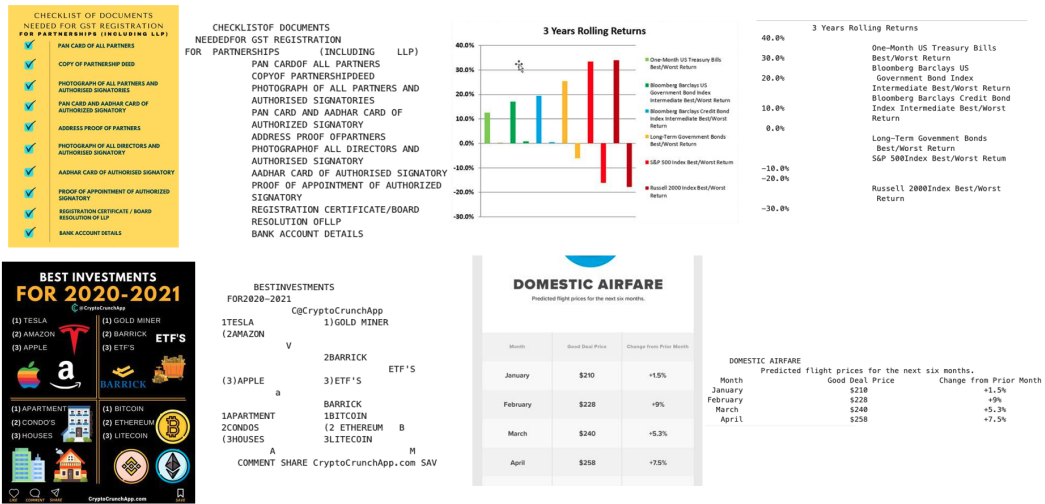 CHECKLIST OF DOCUMENTS
NEEDED FOR GST REGISTRATION
FOR PARTNERSHIPS (INCLUDING LLP)
PAN CARD OF ALL PARTNERS
COPY OF PARTNERSHIP DEED
PHOTOGRAPH OF ALL PARTNERS AND
AUTHORISED SIGNATORIES
PAN CARD AND AADHAR CARD OF
AUTHORIZED SIGNATORY
ADDRESS PROOF OF PARTNERS
PHOTOGRAPH OF ALL DIRECTORS AND
AUTHORISED SIGNATORY
AADHAR CARD OF AUTHORISED SIGNATORY
PROOF OF APPOINTMENT OF AUTHORIZED
SIGNATORY
REGISTRATION CERTIFICATE / BOARD
RESOLUTION OF LLP
BANK ACCOUNT DETAILS
CHECKLISTOF DOCUMENTS
NEEDEDFOR GST REGISTRATION
FOR PARTNERSHIPS (INCLUDING LLP)
PAN CARDOF ALL PARTNERS
COPYOF PARTNERSHIPDEED
PHOTOGRAPH OF ALL PARTNERS AND
AUTHORISED SIGNATORIES
PAN CARD AND AADHAR CARD OF
AUTHORIZED SIGNATORY
ADDRESS PROOF OFPARTNERS
PHOTOGRAPHOF ALL DIRECTORS AND
AUTHORISED SIGNATORY
AADHAR CARD OF AUTHORISED SIGNATORY
PROOF OF APPOINTMENT OF AUTHORIZED
SIGNATORY
REGISTRATION CERTIFICATE/BOARD
RESOLUTION OFLLP
BANK ACCOUNT DETAILS
3 Years Rolling Returns
40.0%
30.0%
20.0%
10.0%
0.0%
-10.0%
-20.0%
-30.0%
One-Month US Treasury Bills
Best/Worst Return
Bloomberg Barclays US
Government Bond Index
Intermediate Best/Worst Return
Bloomberg Barclays Credit Bond
Index Intermediate Best/Worst
Return
Long-Term Government Bonds
Best/Worst Return
S&P 500 Index Best/Worst Return
Russell 2000 Index Best/Worst
Return
3 Years Rolling Returns
40.0%
One-Month US Treasury Bills
30.0% Best/Worst Return
Bloomberg Barclays US
20.0% Government Bond Index
Intermediate Best/Worst Return
Bloomberg Barclays Credit Bond
10.0% Index Intermediate Best/Worst
Return
0.0%
Long-Term Govemment Bonds
Best/Worst Return
S&P 500Index Best/Worst Retum
-10.0%
-20.0%
Russell 2000Index Best/Worst
Return
-30.0%
BEST INVESTMENTS
FOR 2020-2021
@CryptoCrunchApp
(1) TESLA
(2) AMAZON
(3) APPLE
a
(1) GOLD MINER
(2) BARRICK
(3) ETF'S
ETF'S
BARRICK
(1) APARTMENT
(2) CONDO'S
(3) HOUSES
(1) BITCOIN
(2) ETHEREUM
(3) LITECOIN
LIKE COMMENT SHARE CryptoCrunchApp.com SAVE
BESTINVESTMENTS
FOR2020-2021
C@CryptoCrunchApp
1TESLA 1)GOLD MINER
(2AMAZON
V
2BARRICK
ETF'S
(3)APPLE 3)ETF'S
a
BARRICK
1APARTMENT 1BITCOIN
2CONDOS (2 ETHEREUM B
(3HOUSES 3LITECOIN
A M
COMMENT SHARE CryptoCrunchApp.com SAV
DOMESTIC AIRFARE
Predicted flight prices for the next six months.
Month Good Deal Price Change from Prior Month
January $210 +1.5%
February $228 +9%
March $240 +5.3%
April $258 +7.5%
DOMESTIC AIRFARE
Predicted flight prices for the next six months.
Month Good Deal Price Change from Prior Month
January $210 +1.5%
February $228 +9%
March $240 +5.3%
April $258 +7.5%